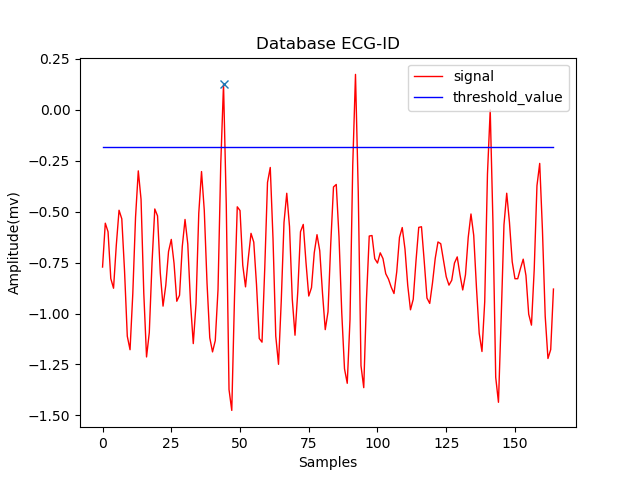 Database ECG-ID
signal
threshold_value
Amplitude(mv)
0.25
0.00
−0.25
−0.50
−0.75
−1.00
−1.25
−1.50
0 25 50 75 100 125 150
Samples